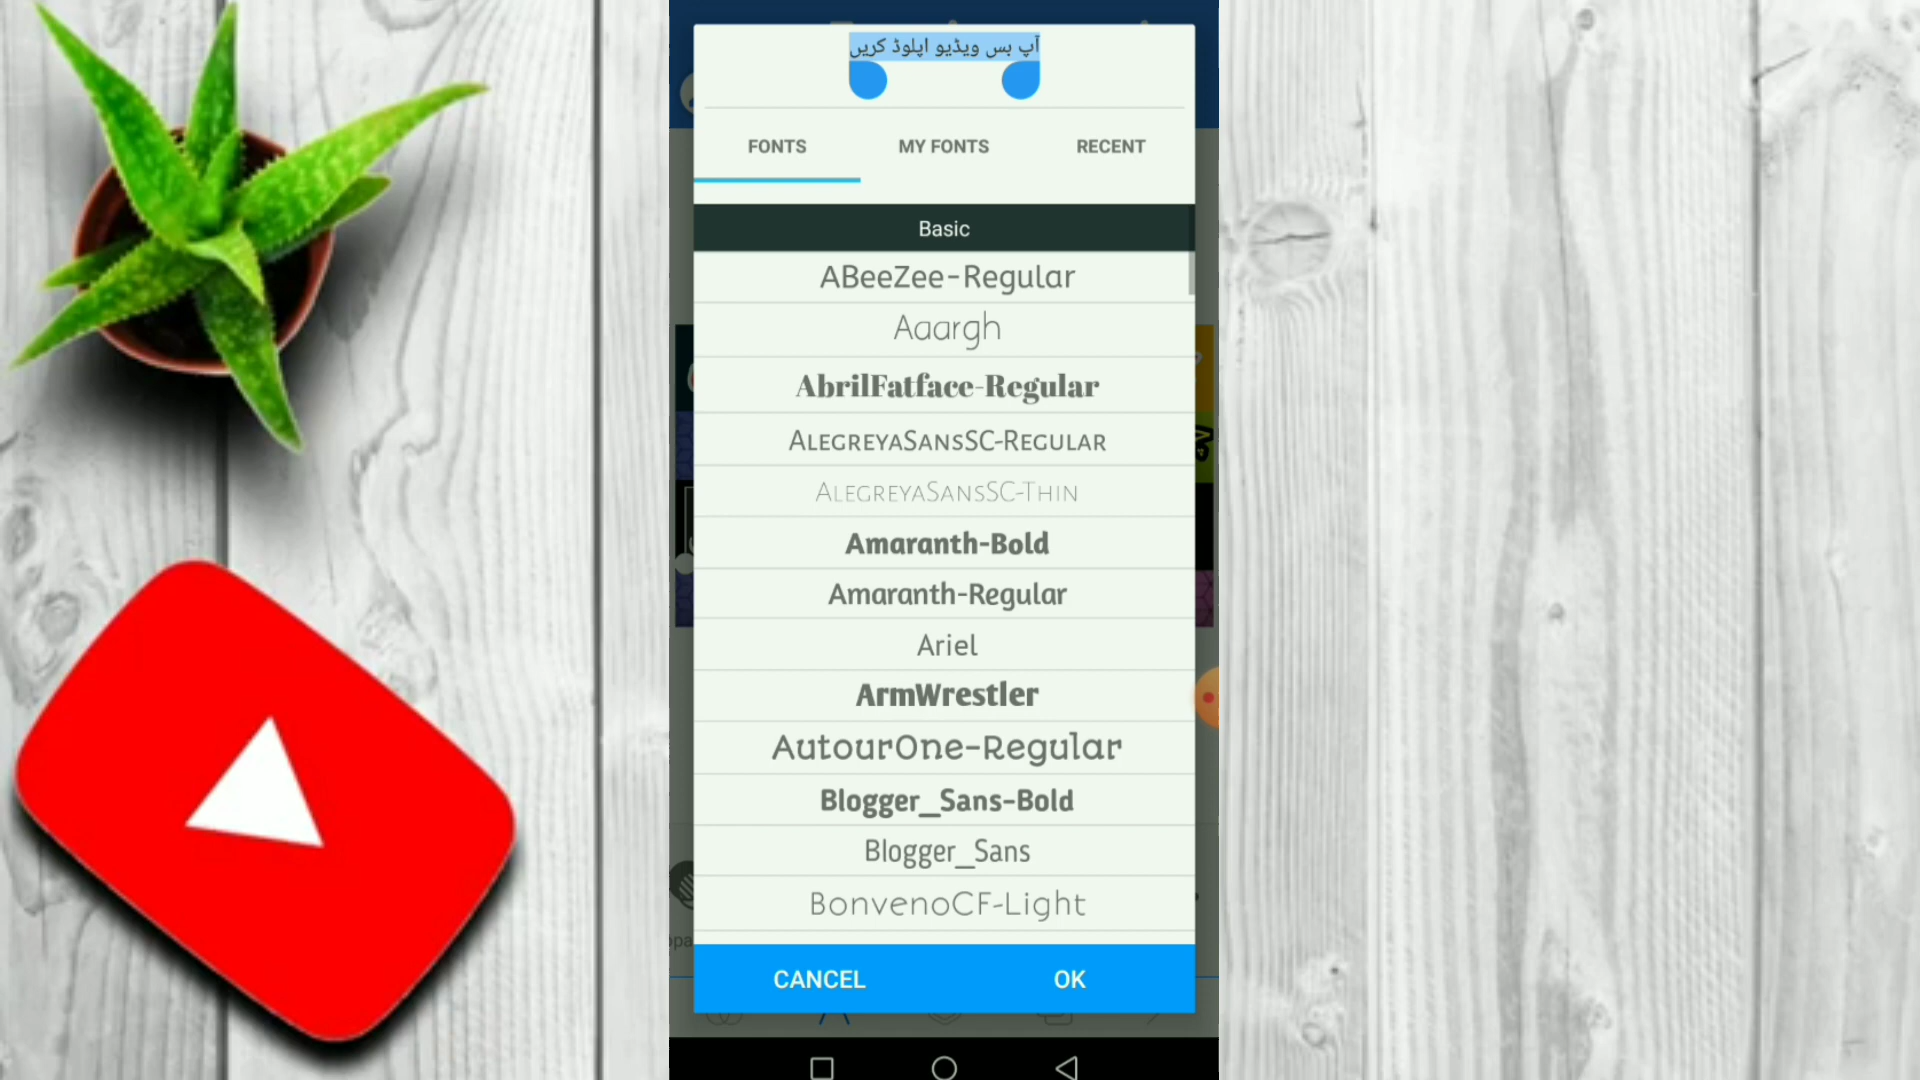 آپ بس ویڈیو اپلوڈ کریں
FONTS
MY FONTS
RECENT
Basic
ABeeZee-Regular
Aaargh
AbrilFatface-Regular
AlegreyaSansSC-Regular
AlegreyaSansSC-Thin
Amaranth-Bold
Amaranth-Regular
Ariel
ArmWrestler
AutourOne-Regular
Blogger_Sans-Bold
Blogger_Sans
BonvenoCF-Light
CANCEL
OK